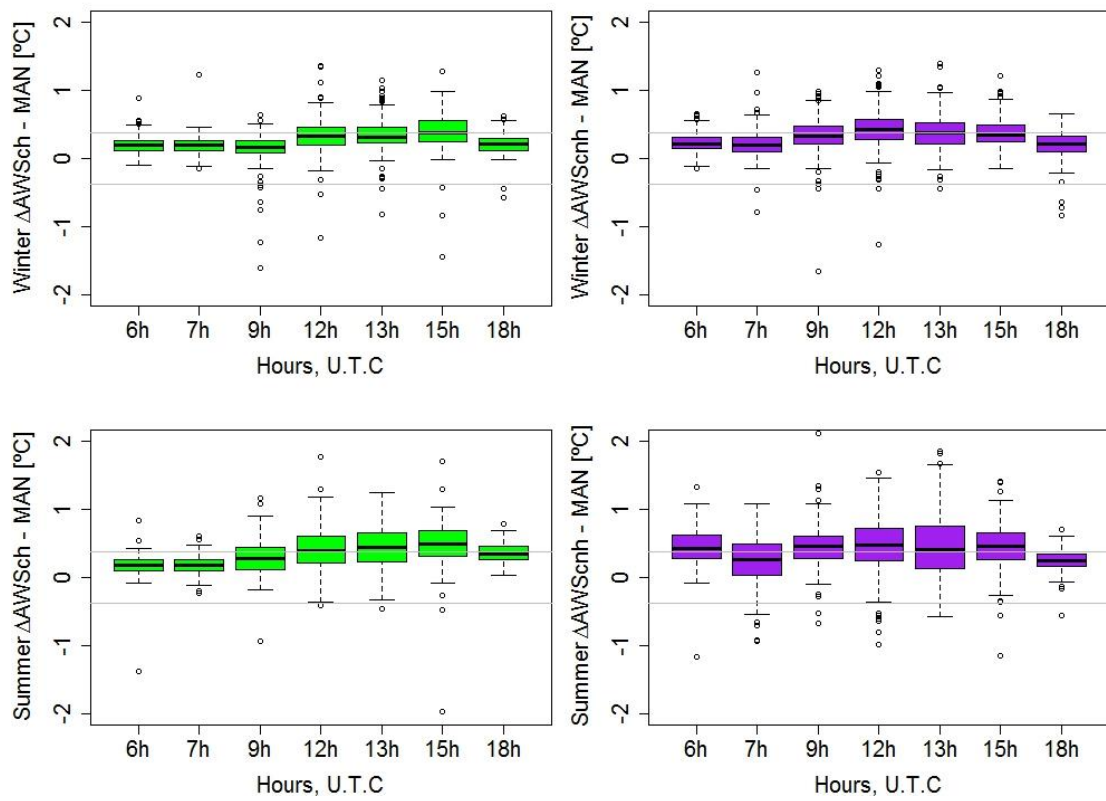 Winter ΔAWSch - MAN [ºC]
2
1
0
-1
-2
6h 7h 9h 12h 13h 15h 18h
Hours, U.T.C
Winter ΔAWScnh - MAN [ºC]
2
1
0
-1
-2
6h 7h 9h 12h 13h 15h 18h
Hours, U.T.C
Summer ΔAWSch - MAN [ºC]
2
1
0
-1
-2
6h 7h 9h 12h 13h 15h 18h
Hours, U.T.C
Summer ΔAWScnh - MAN [ºC]
2
1
0
-1
-2
6h 7h 9h 12h 13h 15h 18h
Hours, U.T.C